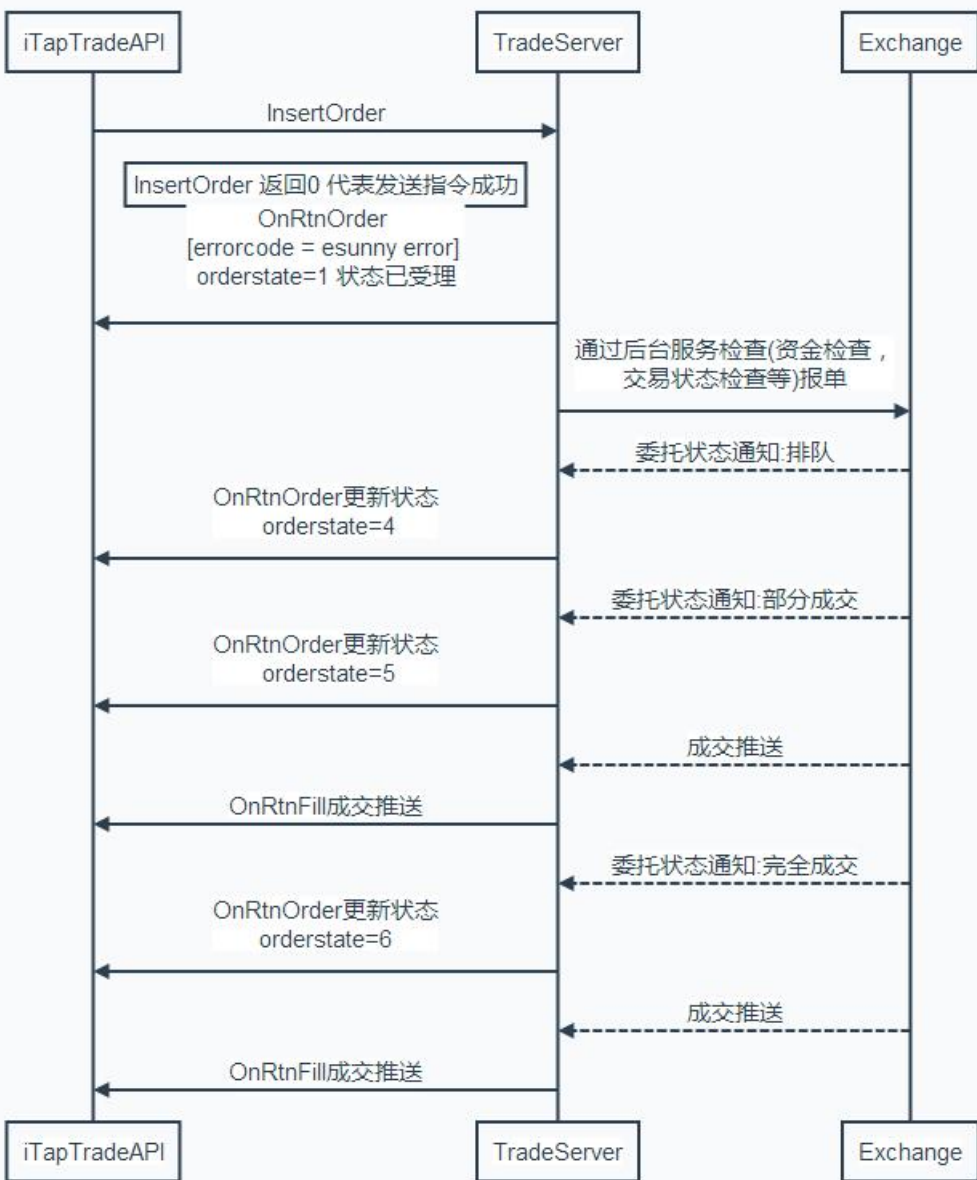 iTapTradeAPI
TradeServer
Exchange
InsertOrder
InsertOrder 返回0 代表发送指令成功
OnRtnOrder
[errorcode = esunny error]
orderstate=1 状态已受理
通过后台服务检查(资金检查，
交易状态检查等)报单
委托状态通知:排队
OnRtnOrder更新状态
orderstate=4
委托状态通知:部分成交
OnRtnOrder更新状态
orderstate=5
成交推送
OnRtnFill成交推送
委托状态通知:完全成交
OnRtnOrder更新状态
orderstate=6
成交推送
OnRtnFill成交推送
iTapTradeAPI
TradeServer
Exchange